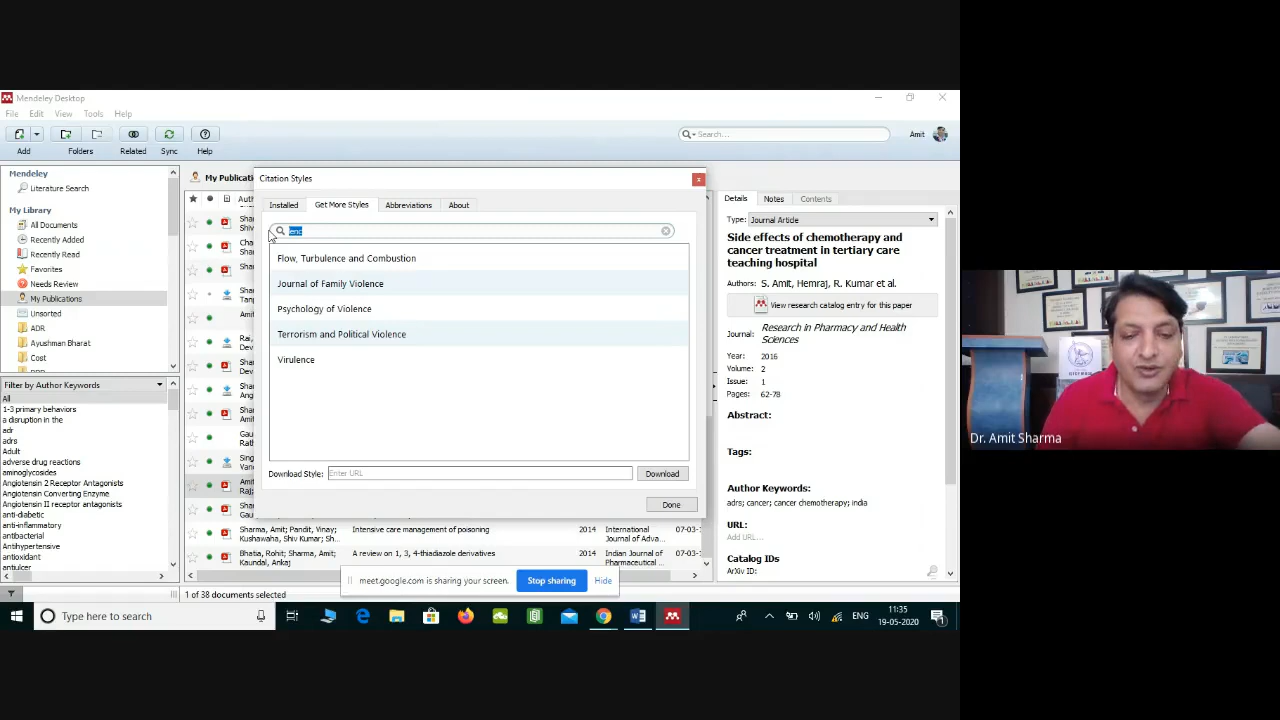 Mendeley Desktop
File Edit View Tools Help
Search...
Amit
Add Folders Related Sync Help
Mendeley
Literature Search
My Library
All Documents
Recently Added
Recently Read
Favorites
Needs Review
My Publications
Unsorted
ADR
Ayushman Bharat
Cost
Filter by Author Keywords
All
1-3 primary behaviors
a disruption in the
adr
adrs
Adult
adverse drug reactions
aminoglycosides
Angiotensin 2 Receptor Antagonists
Angiotensin Converting Enzyme
Angiotensin II receptor antagonists
anti-diabetic
anti-inflammatory
antibacterial
Antihypertensive
antioxidant
antiulcer
Citation Styles
Installed Get More Styles Abbreviations About
Flow, Turbulence and Combustion
Journal of Family Violence
Psychology of Violence
Terrorism and Political Violence
Virulence
Download Style: Enter URL Download
Done
Sharma, Amit; Pandit, Vinay; Intensive care management of poisoning 2014 International 07-03-1
Kushawaha, Shiv Kumar; Sh Journal of Adva...
Bhatia, Rohit; Sharma, Amit; A review on 1, 3, 4-thiadiazole derivatives 2014 Indian Journal of 07-03-1
Kaundal, Ankaj Pharmaceutical ...
1 of 38 documents selected
Details Notes Contents
Type: Journal Article
Side effects of chemotherapy and
cancer treatment in tertiary care
teaching hospital
Authors: S. Amit, Hemraj, R. Kumar et al.
View research catalog entry for this paper
Journal: Research in Pharmacy and Health
Sciences
Year: 2016
Volume: 2
Issue: 1
Pages: 62-78
Abstract:
Tags:
Author Keywords:
adrs; cancer; cancer chemotherapy; india
URL:
Add URL...
Catalog IDs
ArXiv ID:
meet.google.com is sharing your screen. Stop sharing Hide
Type here to search
ENG
11:35
19-05-2020
Dr. Amit Sharma